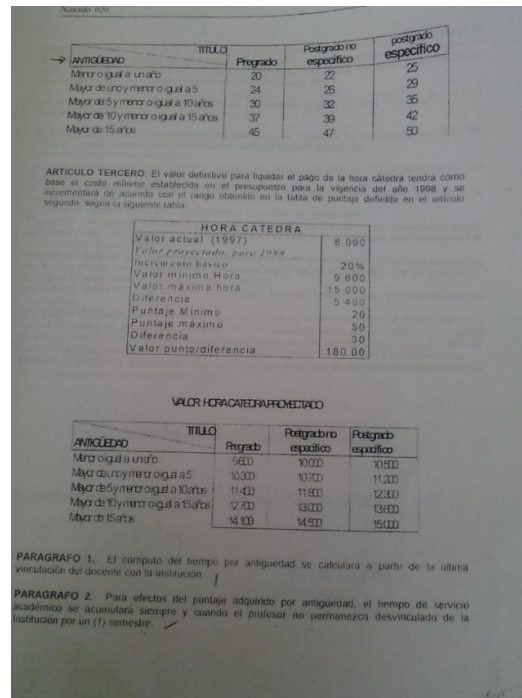 Acuerdo
TITULO
ANTIGÜEDAD Pregrado Postgrado no específico postgrado específico
Menor o igual a un año 20 22 25
Mayor de uno y menor o igual a 5 24 26 29
Mayor de 5 y menor o igual a 10 años 30 32 35
Mayor de 10 y menor o igual a 15 años 37 39 42
Mayor de 15 años 45 47 50
ARTICULO TERCERO: El valor definitivo para liquidar el pago de la hora cátedra tendrá como
base el costo mínimo establecido en el presupuesto para la vigencia del año 1998 y se
incrementará de acuerdo con el rango obtenido en la tabla de puntaje definida en el artículo
segundo, según la siguiente tabla
HORA CATEDRA
Valor actual (1997) 8.000
Valor proyectado, para 1998
Incremento básico 20%
Valor mínimo Hora 9.600
Valor máximo hora 15.000
Diferencia 5.400
Puntaje Mínimo 20
Puntaje máximo 50
Diferencia 30
Valor punto/diferencia 180.00
VALOR HORA CATEDRA PROYECTADO
TITULO
ANTIGÜEDAD Pregrado Postgrado no específico Postgrado específico
Menor o igual a un año 9.600 10.000 10.500
Mayor de uno y menor o igual a 5 10.300 10.700 11.200
Mayor de 5 y menor o igual a 10 años 11.400 11.800 12.300
Mayor de 10 y menor o igual a 15 años 12.700 13.000 13.600
Mayor de 15 años 14.100 14.500 15.000
PARAGRAFO 1. El cómputo del tiempo por antigüedad se calculará a partir de la ultima
vinculación del docente con la Institución.
PARAGRAFO 2. Para efectos del puntaje adquirido por antigüedad, el tiempo de servicio
académico se acumulará siempre y cuando el profesor no permanezca desvinculado de la
Institución por un (1) semestre.